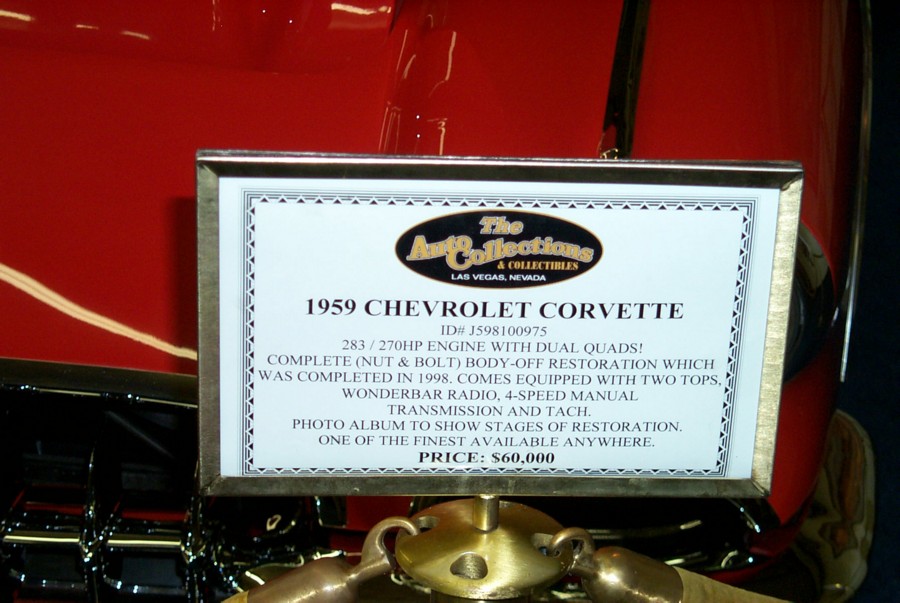 The
Auto Collections
& COLLECTIBLES
LAS VEGAS, NEVADA
1959 CHEVROLET CORVETTE
ID# J598100975
283 / 270HP ENGINE WITH DUAL QUADS!
COMPLETE (NUT & BOLT) BODY-OFF RESTORATION WHICH
WAS COMPLETED IN 1998. COMES EQUIPPED WITH TWO TOPS,
WONDERBAR RADIO, 4-SPEED MANUAL
TRANSMISSION AND TACH.
PHOTO ALBUM TO SHOW STAGES OF RESTORATION.
ONE OF THE FINEST AVAILABLE ANYWHERE.
PRICE: $60,000